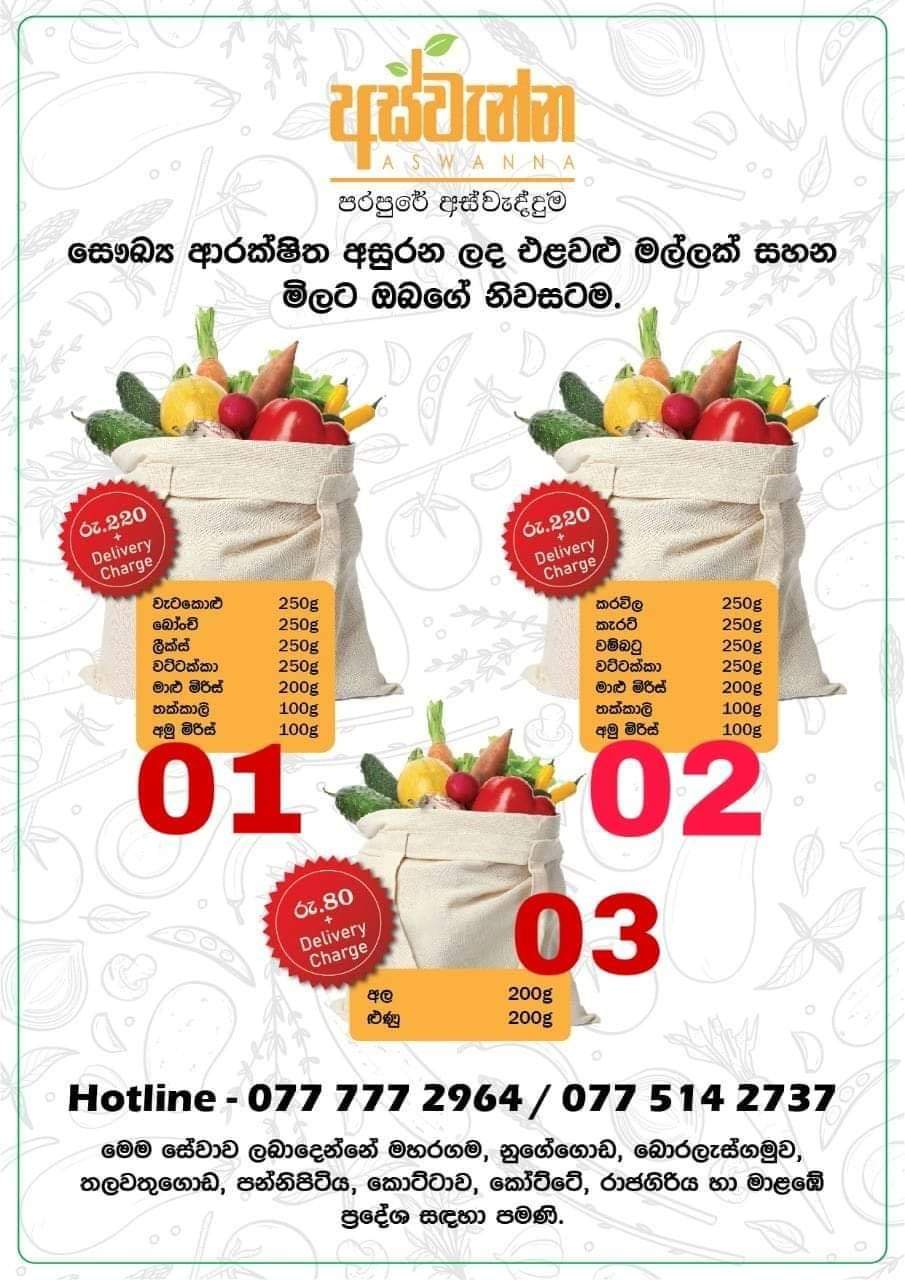 අස්වැන්න
ASWANNA
පරපුරේ අස්වැද්දුම
සෞඛ්‍ය ආරක්ෂිත අසුරන ලද එළවළු මල්ලක් සහන
මිලට ඔබගේ නිවසටම.
රු.220
+
Delivery
Charge
වැටකොළු 250g
බෝංචි 250g
ලීක්ස් 250g
වට්ටක්කා 250g
මාළු මිරිස් 200g
තක්කාලි 100g
අමු මිරිස් 100g
01
රු.220
+
Delivery
Charge
කරවිල 250g
කැරට් 250g
වම්බටු 250g
වට්ටක්කා 250g
මාළු මිරිස් 200g
තක්කාලි 100g
අමු මිරිස් 100g
02
රු.80
+
Delivery
Charge
03
අල 200g
ළුණු 200g
Hotline - 077 777 2964 / 077 514 2737
මෙම සේවාව ලබාදෙන්නේ මහරගම, නුගේගොඩ, බොරලැස්ගමුව,
තලවතුගොඩ, පන්නිපිටිය, කොට්ටාව, කෝට්ටේ, රාජගිරිය හා මාළඹේ
ප්‍රදේශ සඳහා පමණි.